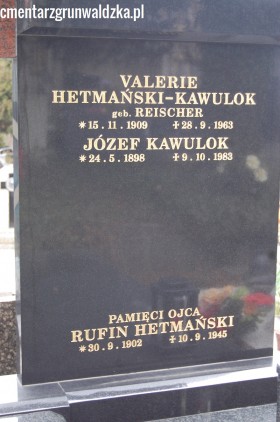 cmentarzgrunwaldzka.pl
VALERIE
HETMAŃSKI-KAWULOK
geb. REISCHER
*15.11.1909 ✝28.9.1963
JÓZEF KAWULOK
*24.5.1898 ✝9.10.1983
PAMIĘCI OJCA
RUFIN HETMAŃSKI
*30.9.1902 ✝10.9.1945